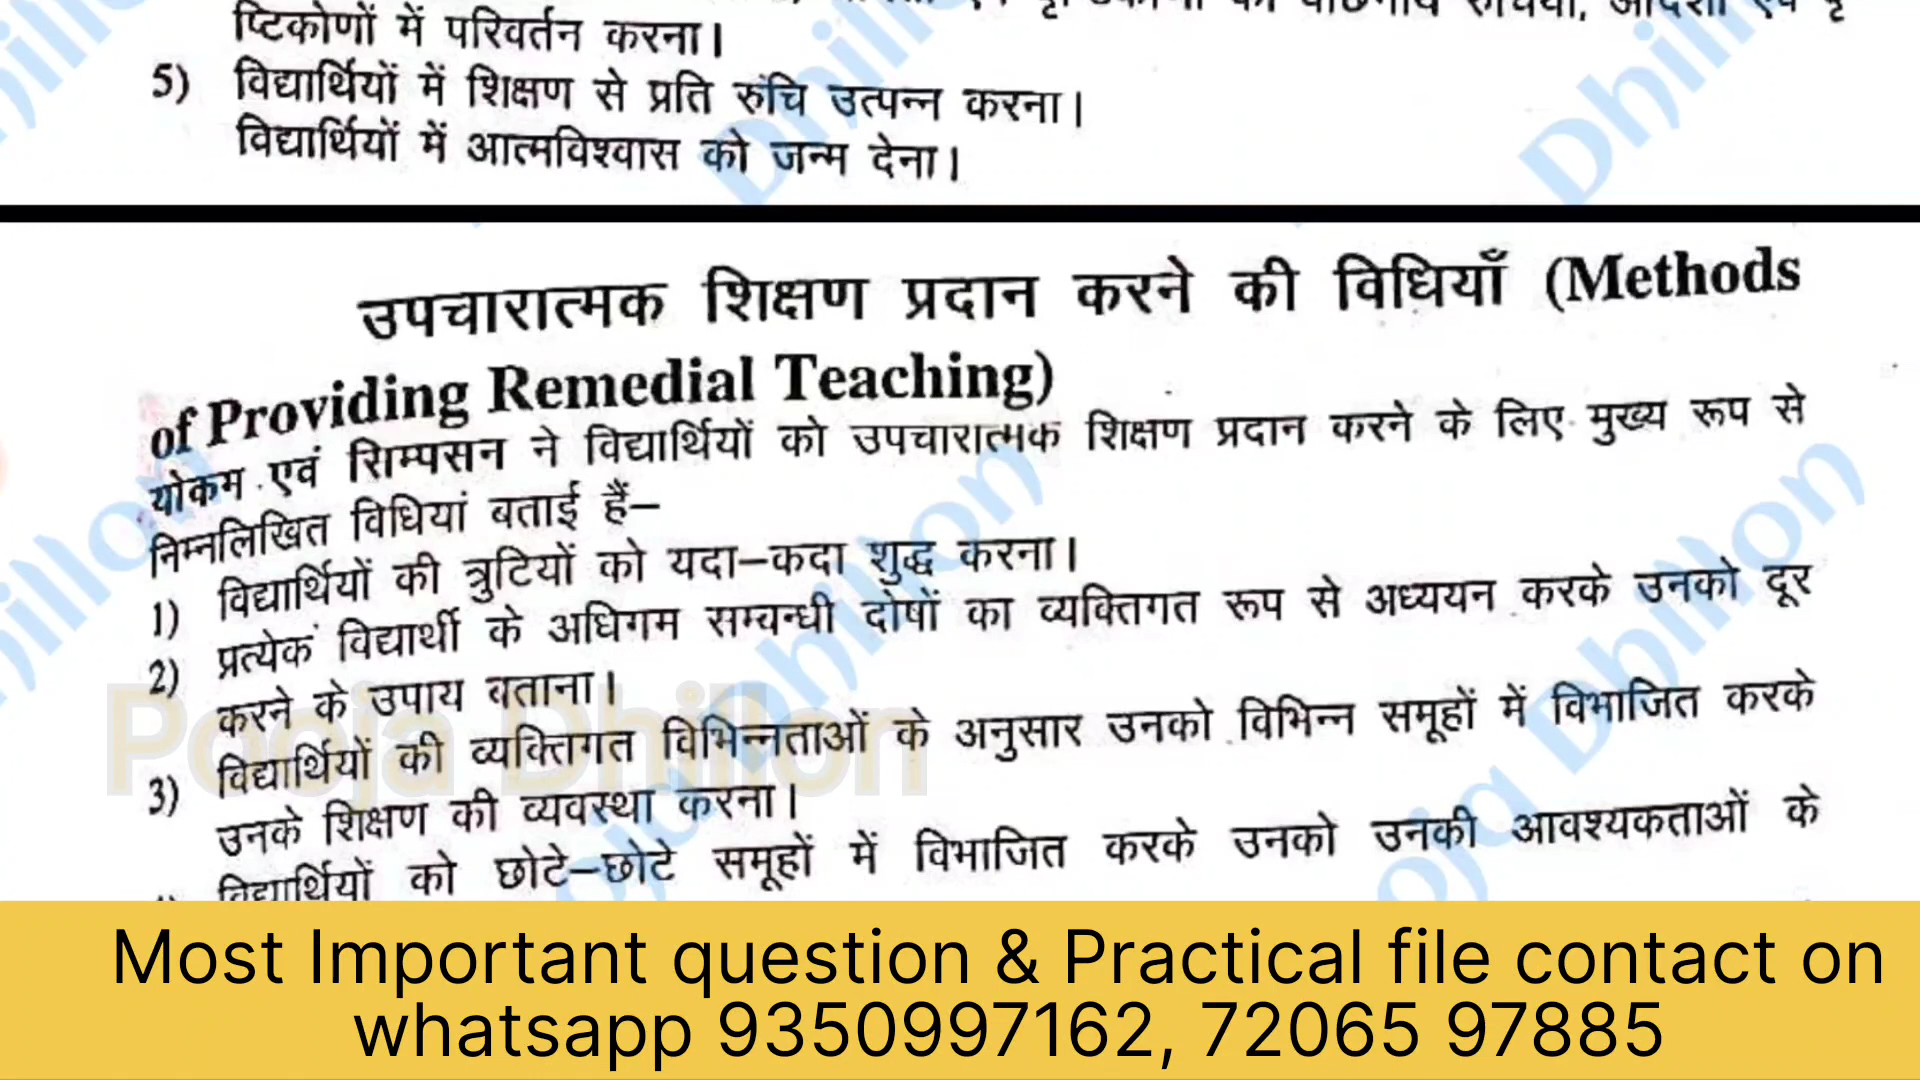 प्टिकोणों में परिवर्तन करना।
5) विद्यार्थियों में शिक्षण से प्रति रुंचि उत्पन्न करना।
विद्यार्थियों में आत्मविश्वास को जन्म देना।
उपचारात्मक शिक्षण प्रदान करने की विधियाँ (Methods
of Providing Remedial Teaching)
योकम एवं सिम्पसन ने विद्यार्थियों को उपचारात्मक शिक्षण प्रदान करने के लिए मुख्य रूप से
निम्नलिखित विधियां बताई हैं–
1) विद्यार्थियों की त्रुटियों को यदा–कदा शुद्ध करना।
2) प्रत्येक विद्यार्थी के अधिगम सम्बन्धी दोषों का व्यक्तिगत रूप से अध्ययन करके उनको दूर
करने के उपाय बताना।
3) विद्यार्थियों की व्यक्तिगत विभिन्नताओं के अनुसार उनको विभिन्न समूहों में विभाजित करके
उनके शिक्षण की व्यवस्था करना।
विद्यार्थियों को छोटे–छोटे समूहों में विभाजित करके उनको उनकी आवश्यकताओं के
Pooja Dhillon
Most Important question & Practical file contact on
whatsapp 9350997162, 72065 97885